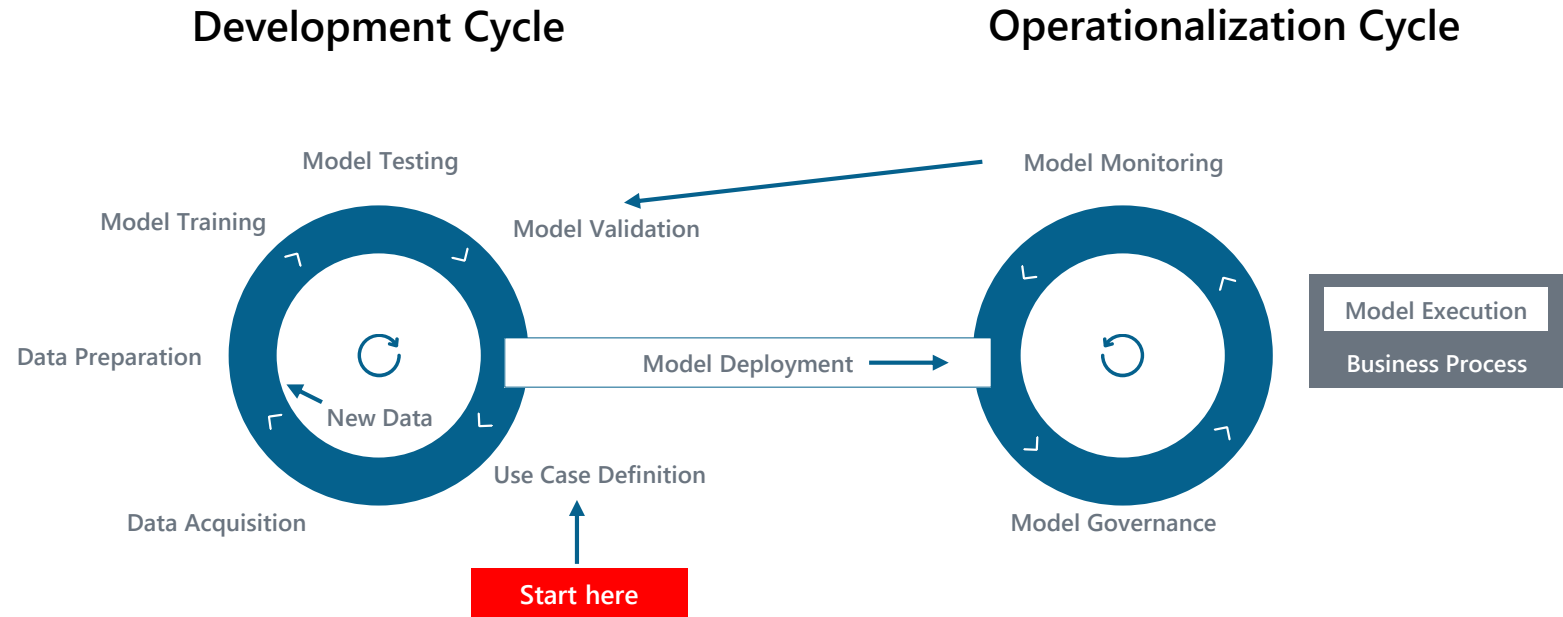 Development Cycle
Operationalization Cycle
Model Testing
Model Monitoring
Model Training
Model Validation
Model Execution
Data Preparation
Model Deployment
Business Process
New Data
Use Case Definition
Data Acquisition
Model Governance
Start here